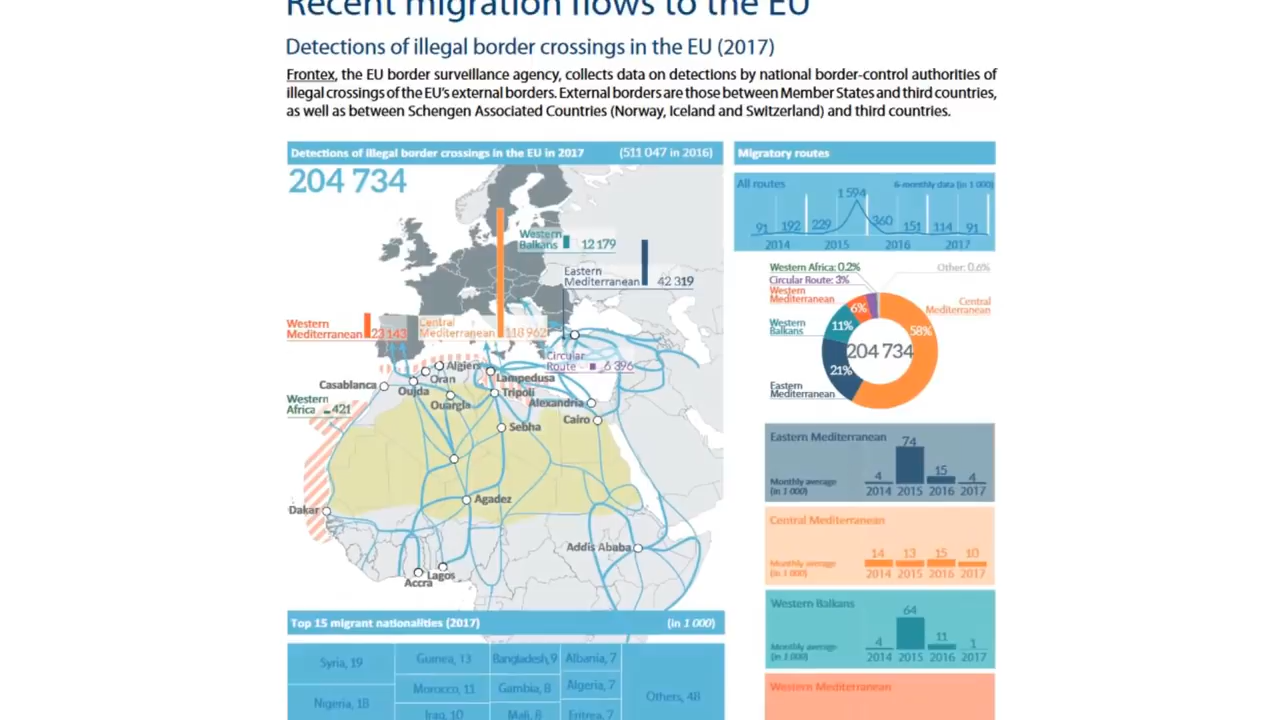 Recent migration flows to the EU
Detections of illegal border crossings in the EU (2017)
Frontex, the EU border surveillance agency, collects data on detections by national border-control authorities of
illegal crossings of the EU's external borders. External borders are those between Member States and third countries,
as well as between Schengen Associated Countries (Norway, Iceland and Switzerland) and third countries.
Detections of illegal border crossings in the EU in 2017 (511 047 in 2016)
204 734
Western
Balkans 12 179
Eastern
Mediterranean 42 319
Western
Mediterranean 23 143
Central
Mediterranean 118 962
Circular
Route 6 396
Western
Africa 421
Casablanca
Oujda
Oran
Algiers
Ouargla
Lampedusa
Tripoli
Alexandria
Cairo
Sebha
Agadez
Dakar
Accra
Lagos
Addis Ababa
Top 15 migrant nationalities (2017) (in 1 000)
Syria, 19
Nigeria, 18
Guinea, 13
Morocco, 11
Iraq, 10
Bangladesh, 9
Gambia, 8
Mali, 8
Albania, 7
Algeria, 7
Eritrea, 7
Others, 48
Migratory routes
All routes 6-monthly data (in 1 000)
91 192 229 1 594 360 151 114 91
2014 2015 2016 2017
Western Africa: 0.2%
Other: 0.6%
Circular Route: 3%
Western
Mediterranean
6%
Central
Mediterranean
58%
Western
Balkans
11%
204 734
21%
Eastern
Mediterranean
Eastern Mediterranean
4 74 15 4
Monthly average
(in 1 000)
2014 2015 2016 2017
Central Mediterranean
14 13 15 10
Monthly average
(in 1 000)
2014 2015 2016 2017
Western Balkans
4 64 11 1
Monthly average
(in 1 000)
2014 2015 2016 2017
Western Mediterranean